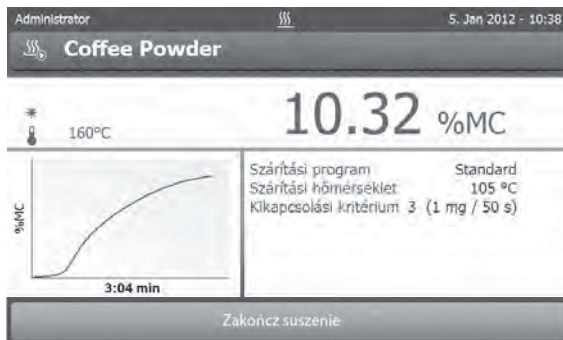 Administrator 5. Jan 2012 - 10:38
Coffee Powder
160°C
10.32 %MC
%MC
3:04 min
Szárítási program Standard
Szárítási hőmérséklet 105 °C
Kikapcsolási kritérium 3 (1 mg / 50 s)
Zakończ suszenie